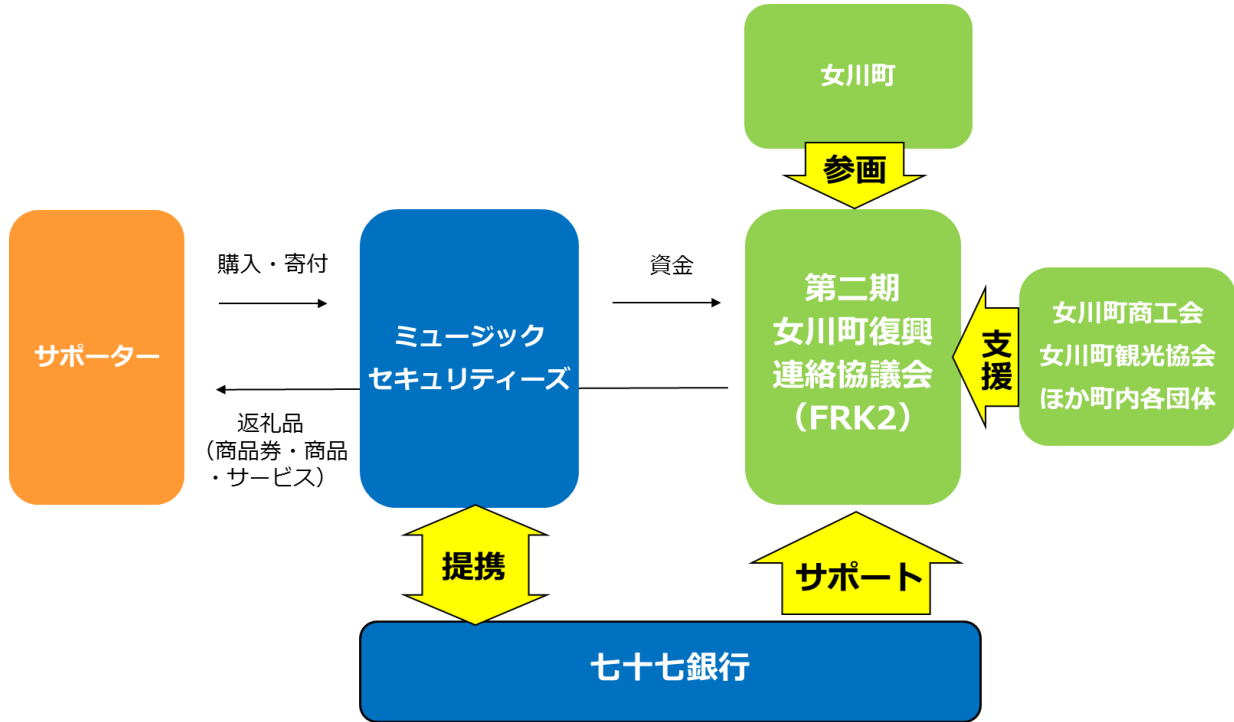 女川町
参画
サポーター
購入・寄付
返礼品
(商品券・商品
・サービス)
ミュージック
セキュリティーズ
資金
第二期
女川町復興
連絡協議会
(FRK2)
支援
女川町商工会
女川町観光協会
ほか町内各団体
提携
サポート
七十七銀行